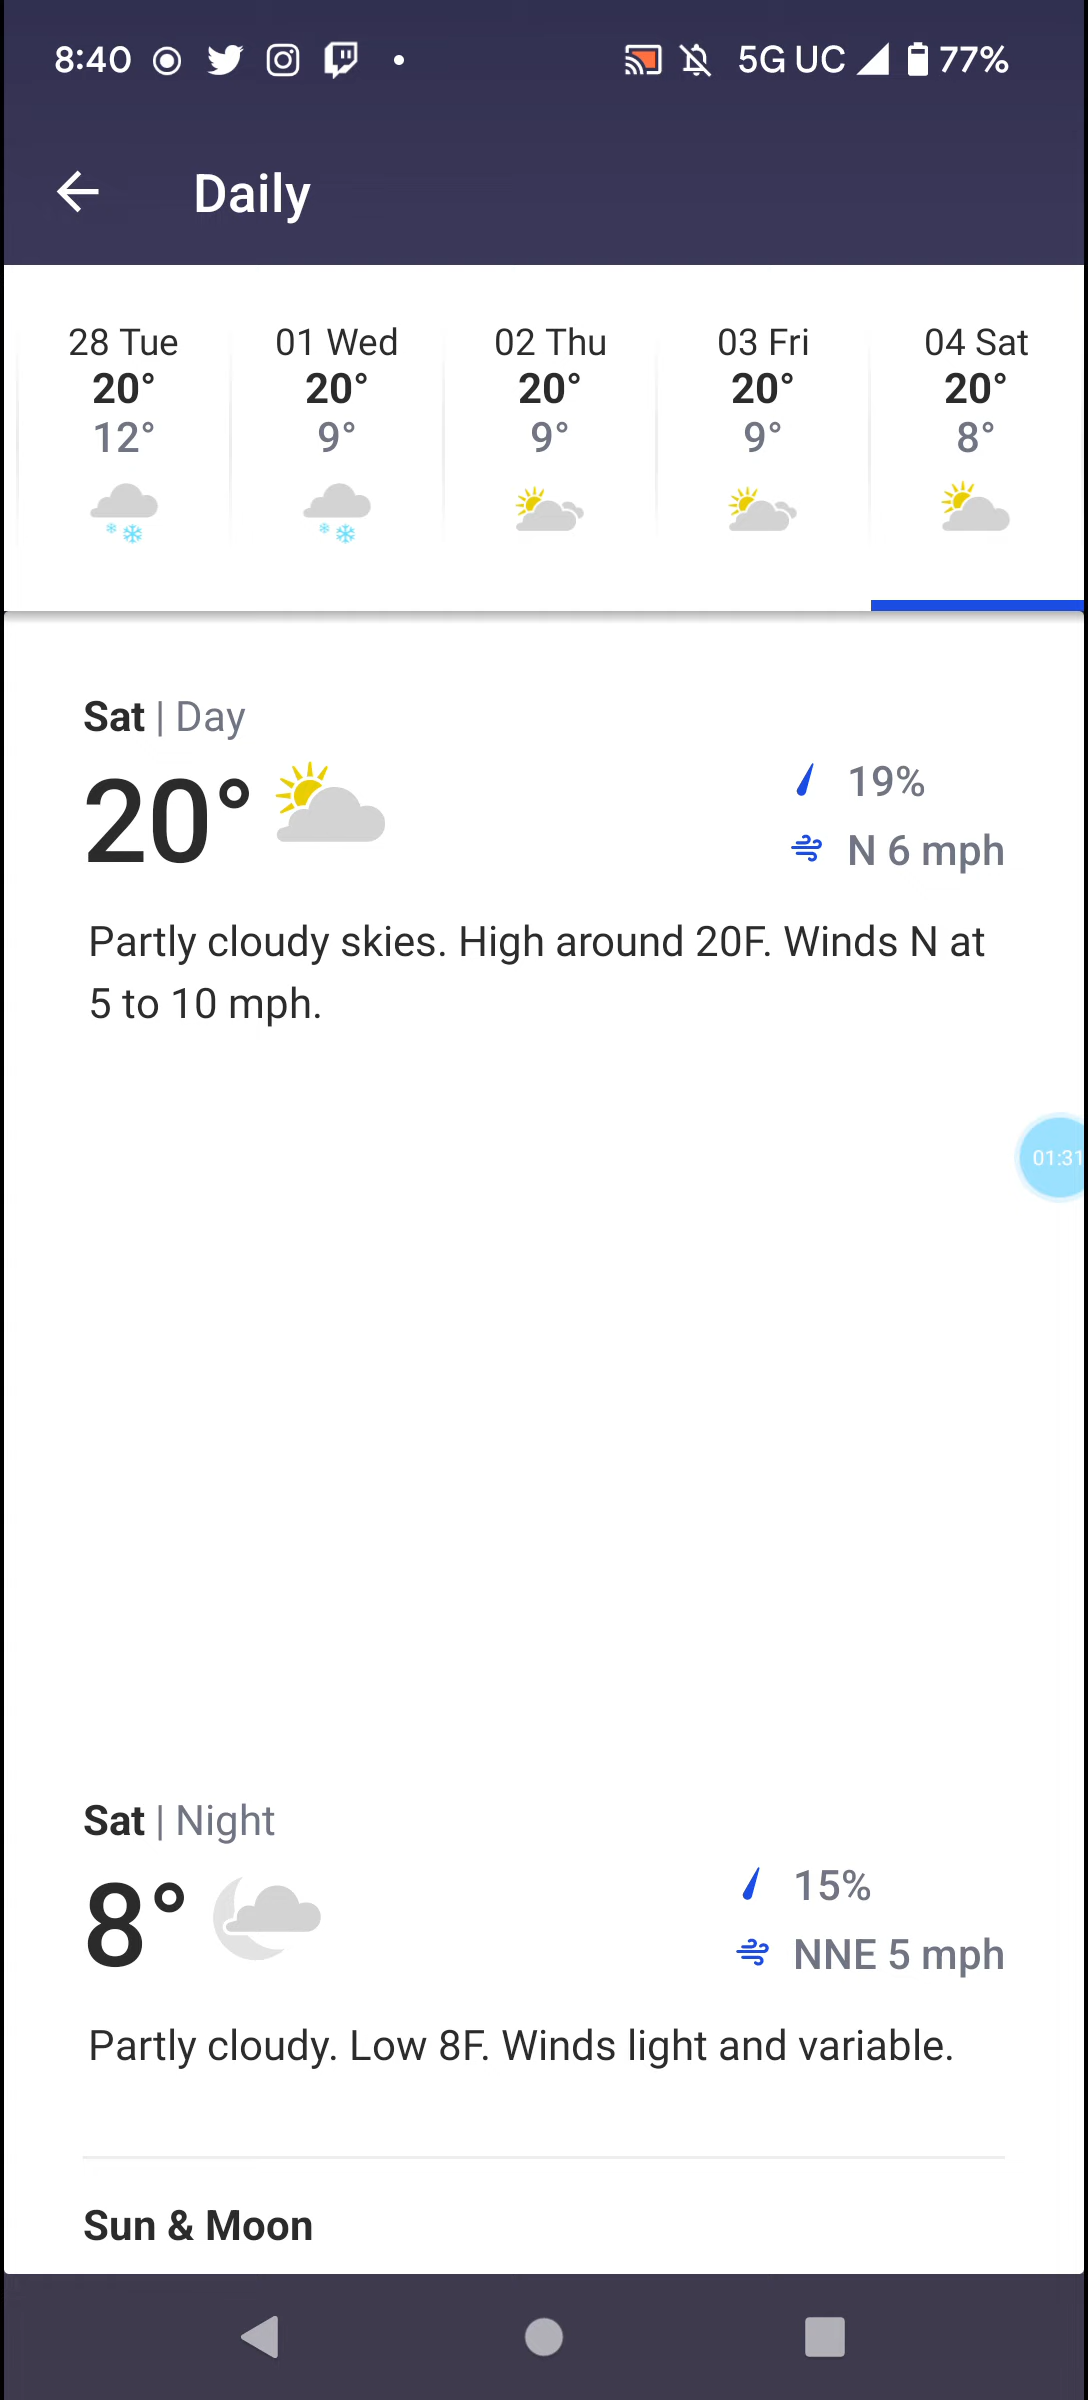 8:40 5G UC 77%
Daily
28 Tue 01 Wed 02 Thu 03 Fri 04 Sat
20° 20° 20° 20° 20°
12° 9° 9° 9° 8°
Sat | Day
20°
19%
N 6 mph
Partly cloudy skies. High around 20F. Winds N at
5 to 10 mph.
01:31
Sat | Night
8°
15%
NNE 5 mph
Partly cloudy. Low 8F. Winds light and variable.
Sun & Moon